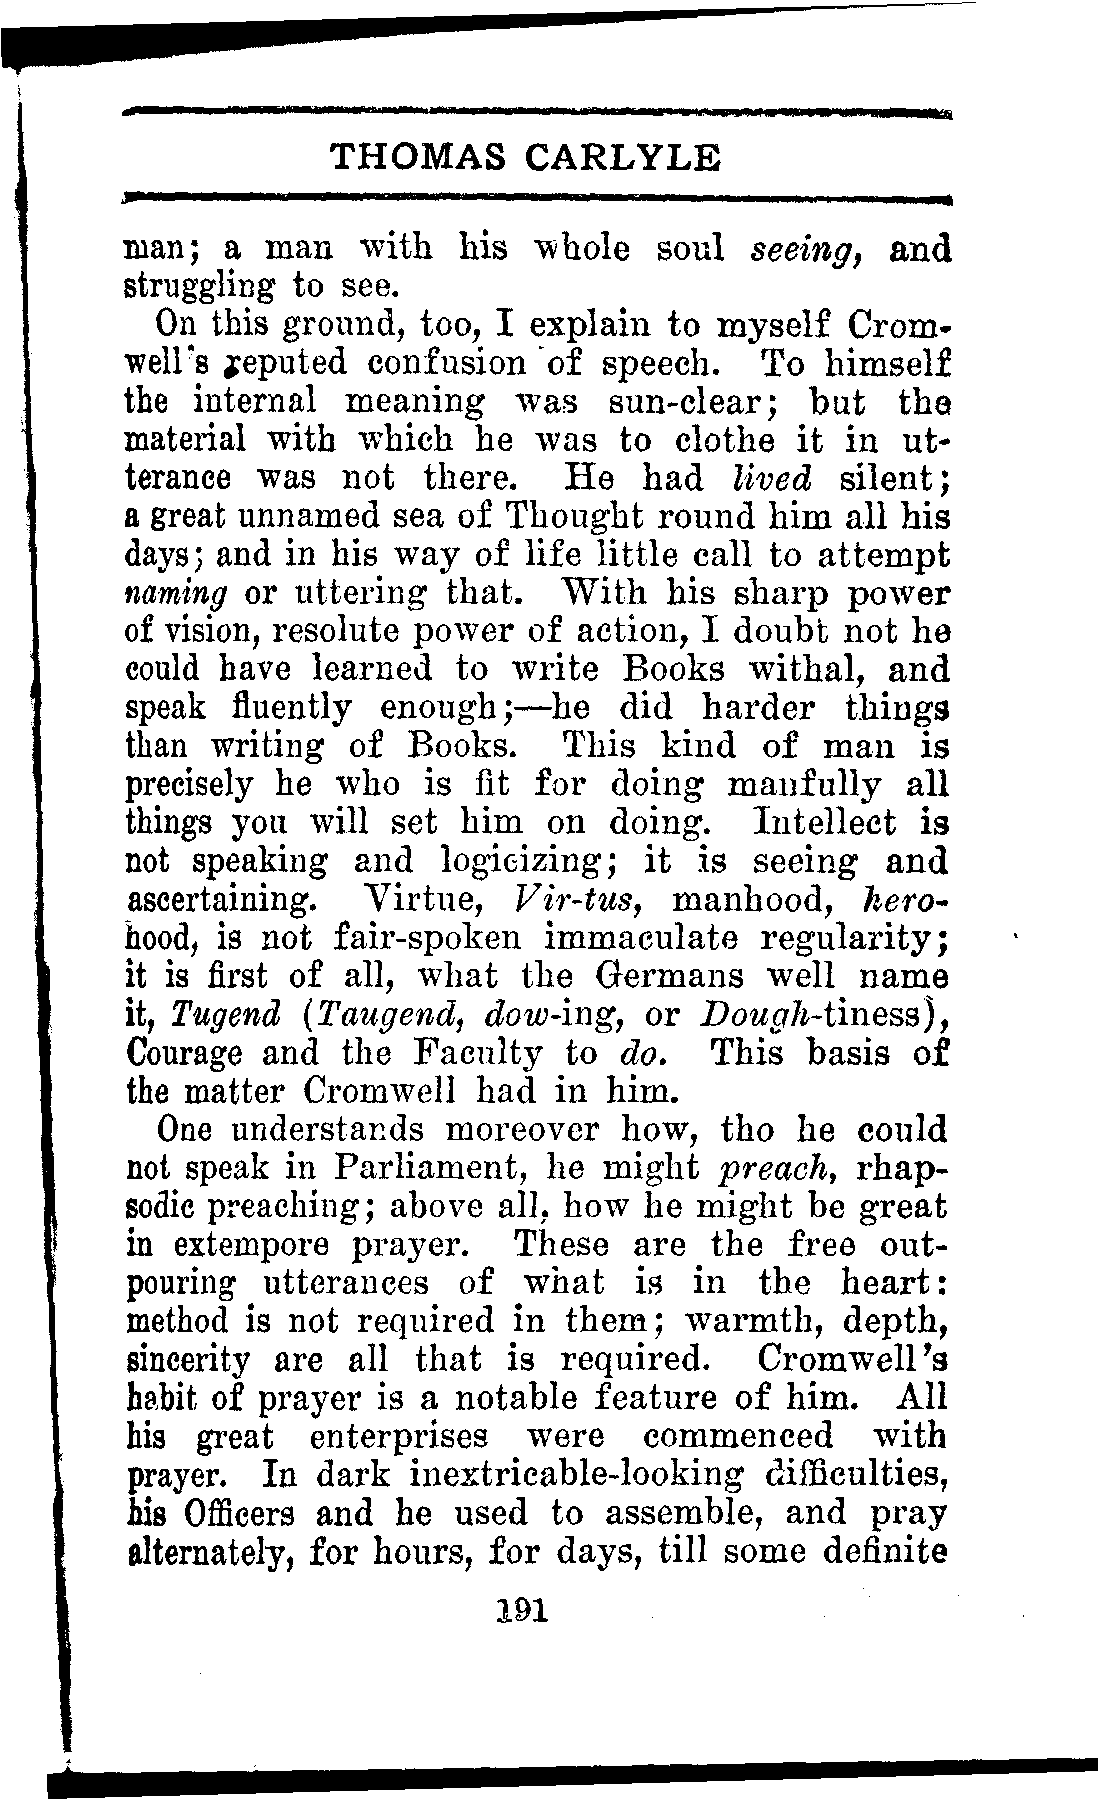 THOMAS CARLYLE
man; a man with his whole soul seeing, and
struggling to see.
On this ground, too, I explain to myself Crom-
well's reputed confusion of speech. To himself
the internal meaning was sun-clear; but the
material with which he was to clothe it in ut-
terance was not there. He had lived silent;
a great unnamed sea of Thought round him all his
days; and in his way of life little call to attempt
naming or uttering that. With his sharp power
of vision, resolute power of action, I doubt not he
could have learned to write Books withal, and
speak fluently enough;—he did harder things
than writing of Books. This kind of man is
precisely he who is fit for doing manfully all
things you will set him on doing. Intellect is
not speaking and logicizing; it is seeing and
ascertaining. Virtue, Vir-tus, manhood, hero-
hood, is not fair-spoken immaculate regularity;
it is first of all, what the Germans well name
it, Tugend (Taugend, dow-ing, or Dough-tiness),
Courage and the Faculty to do. This basis of
the matter Cromwell had in him.
One understands moreover how, tho he could
not speak in Parliament, he might preach, rhap-
sodic preaching; above all, how he might be great
in extempore prayer. These are the free out-
pouring utterances of what is in the heart:
method is not required in them; warmth, depth,
sincerity are all that is required. Cromwell's
habit of prayer is a notable feature of him. All
his great enterprises were commenced with
prayer. In dark inextricable-looking difficulties,
his Officers and he used to assemble, and pray
alternately, for hours, for days, till some definite
191